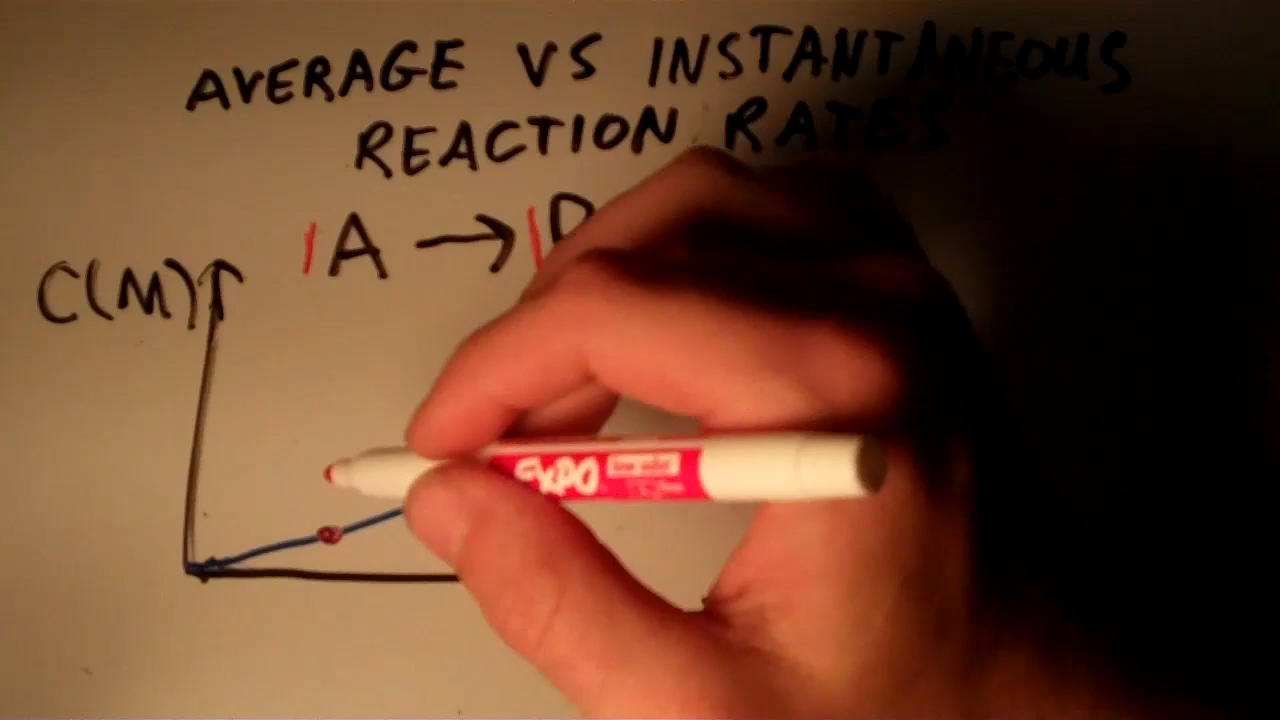 AVERAGE VS INSTANTANEOUS
REACTION RATES
1A → 1
C(M)
EXPO